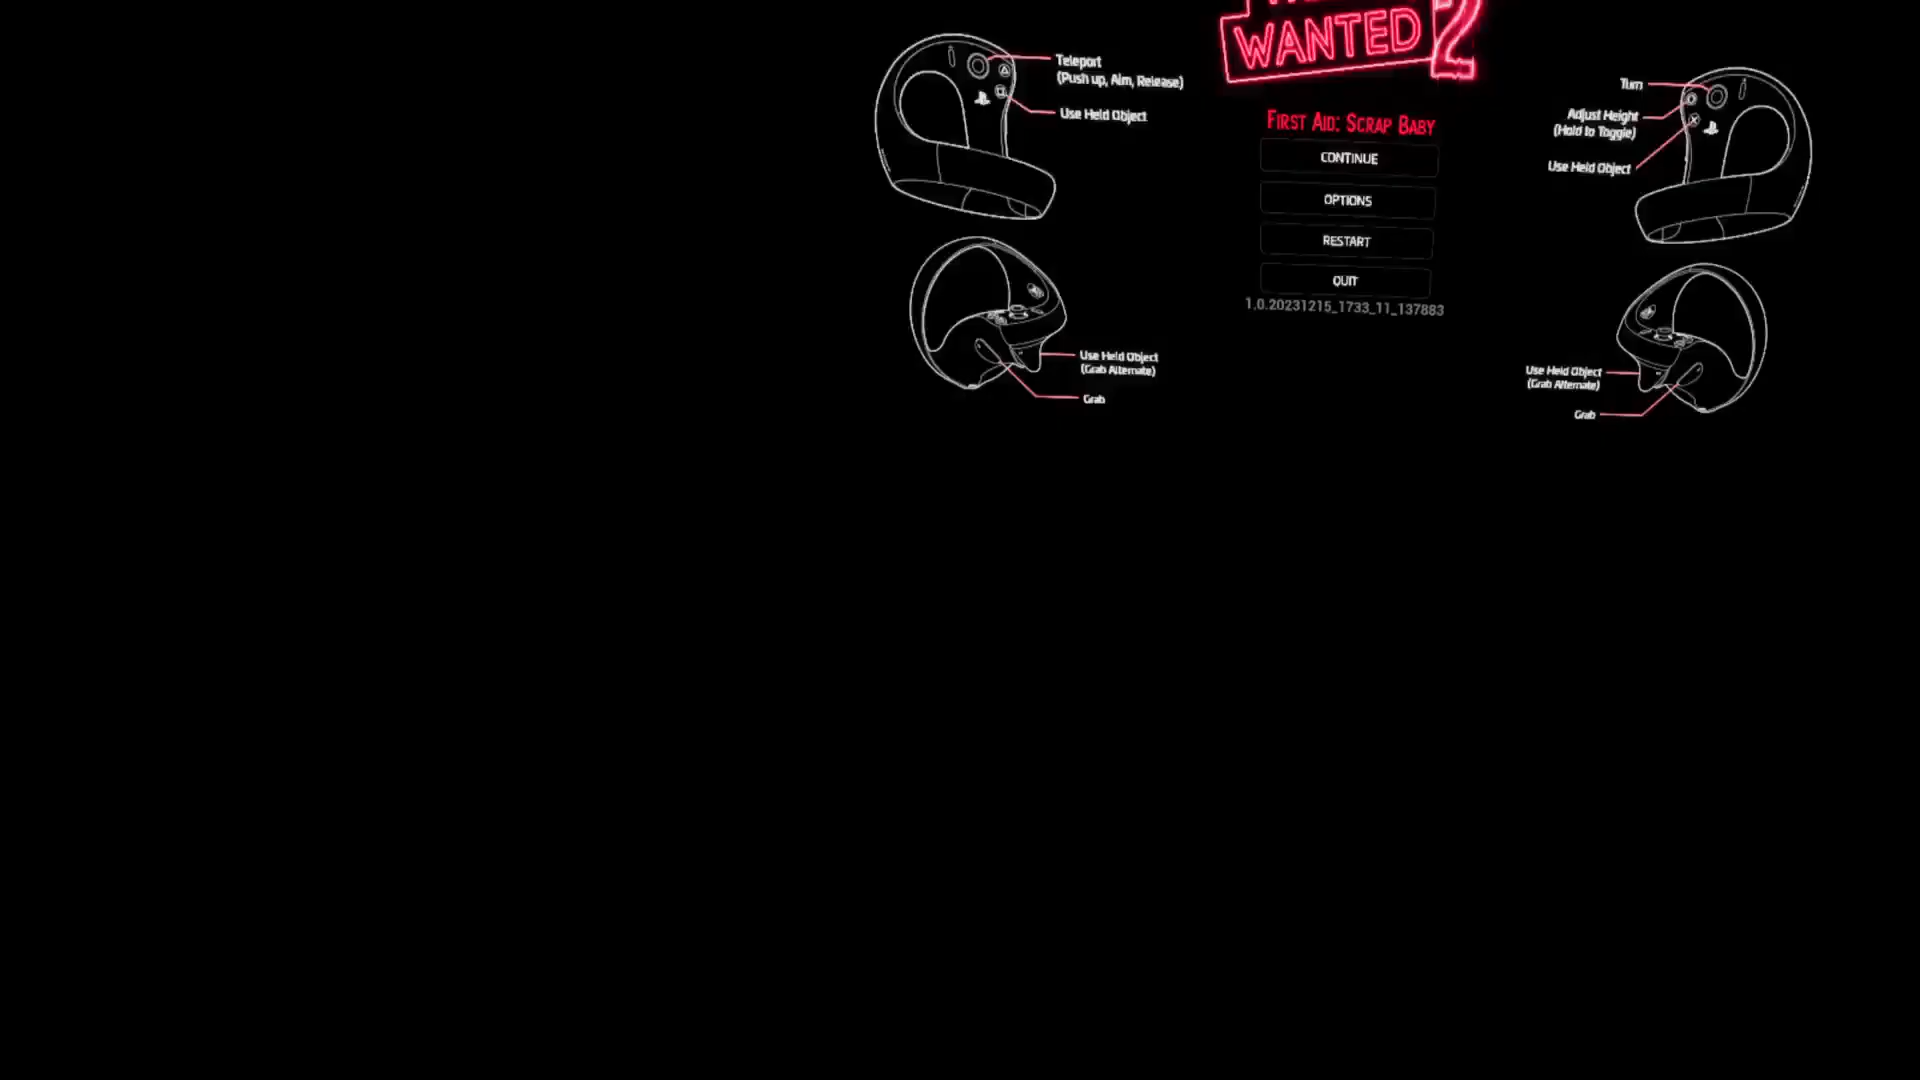 WANTED 2
Teleport
(Push up, Aim, Release)
Use Held Object
Turn
Adjust Height
(Hold to Toggle)
Use Held Object
First Aid: Scrap Baby
CONTINUE
OPTIONS
RESTART
QUIT
1.0.20231215_1733_11_137883
Use Held Object
(Grab Alternate)
Grab
Use Held Object
(Grab Alternate)
Grab